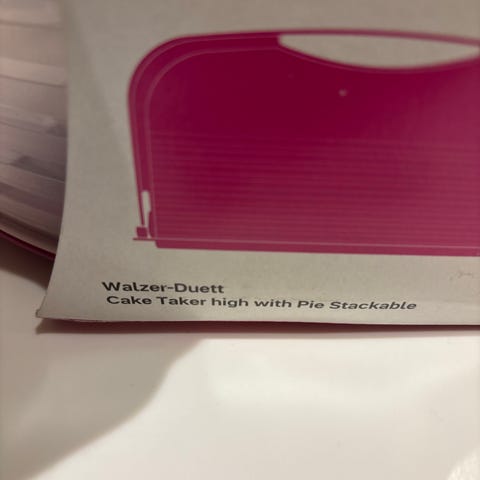 Walzer-Duett
Cake Taker high with Pie Stackable